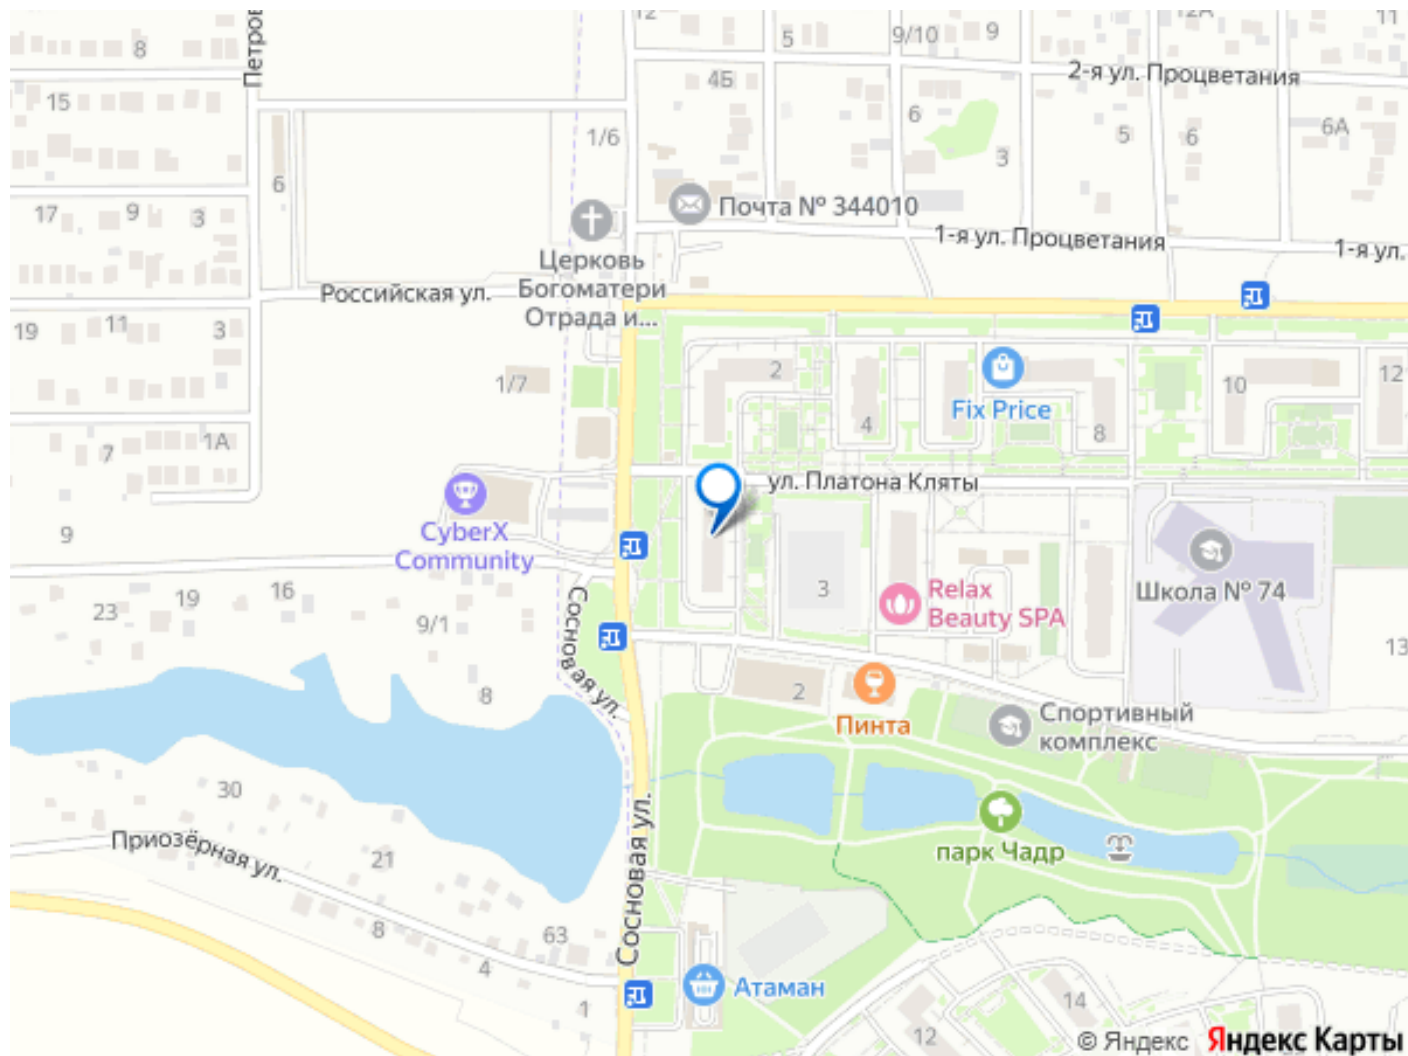 Петров
8
12
5
9/10
9
12А
11
2-я ул. Процветания
15
4Б
1/6
6
5
6
6А
3
6
17
9
3
Почта № 344010
1-я ул. Процветания
1-я ул.
Церковь
Богоматери
Отрада и...
Российская ул.
19
11
3
1/7
2
4
Fix Price
8
10
12
7
1А
ул. Платона Кляты
CyberX
Community
9
Школа № 74
3
Relax
Beauty SPA
23
19
16
9/1
8
Сосновая ул.
2
Пинта
Спортивный
комплекс
13
30
Приозёрная ул.
21
парк Чадр
Сосновая ул.
8
63
4
1
Атаман
12
14
© Яндекс Яндекс Карты